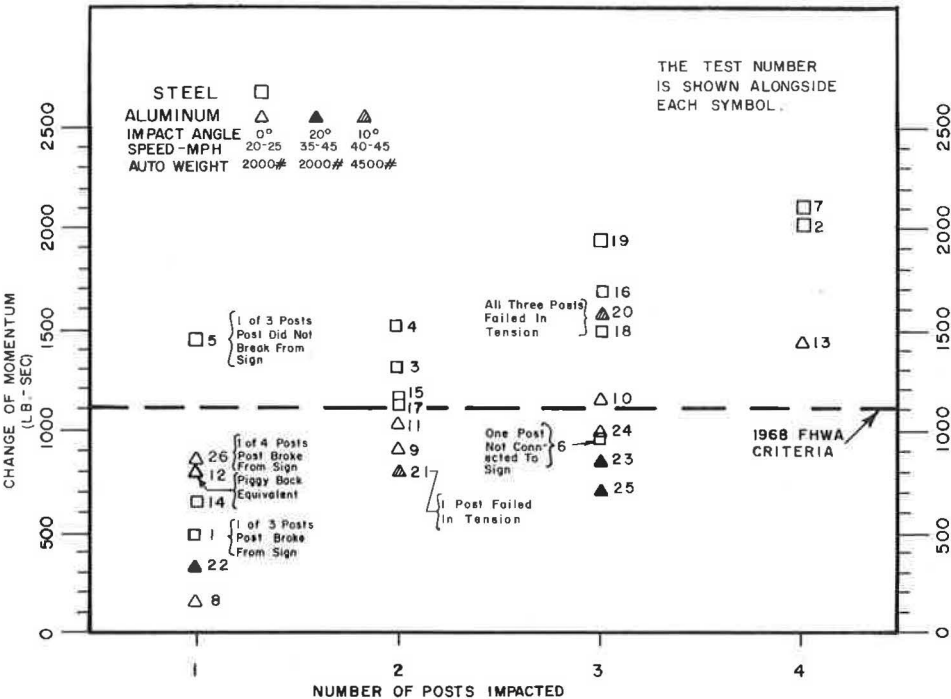 THE TEST NUMBER
IS SHOWN ALONGSIDE
EACH SYMBOL.
STEEL
ALUMINUM
IMPACT ANGLE 0° 20° 10°
SPEED-MPH 20-25 35-45 40-45
AUTO WEIGHT 2000# 2000# 4500#
CHANGE OF MOMENTUM
(LB.-SEC)
2500
2000
1500
1000
500
0
2500
2000
1500
1000
500
0
5
1 of 3 Posts
Post Did Not
Break From
Sign
26
12
1 of 4 Posts
Post Broke
From Sign
Piggy Back
Equivalent
14
1
1 of 3 Posts
Post Broke
From Sign
22
8
4
3
15
17
11
9
21
1 Post Failed
In Tension
19
16
20
18
All Three Posts
Failed In
Tension
10
24
6
One Post
Not Conn-
ected To
Sign
23
25
7
2
13
1968 FHWA
CRITERIA
1 2 3 4
NUMBER OF POSTS IMPACTED